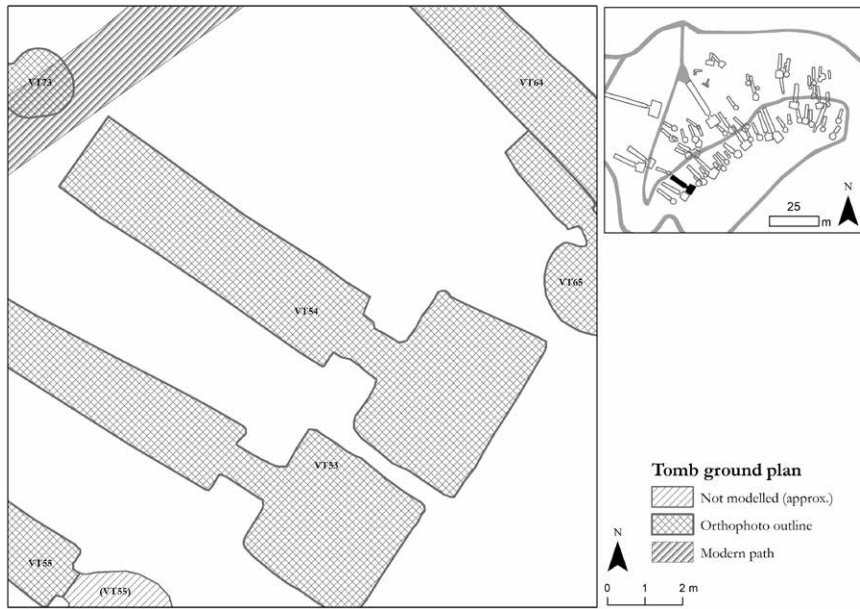 VT73
VT64
VT54
VT65
VT53
VT55
(VT55)
N
25
m
Tomb ground plan
Not modelled (approx.)
Orthophoto outline
Modern path
N
0 1 2 m